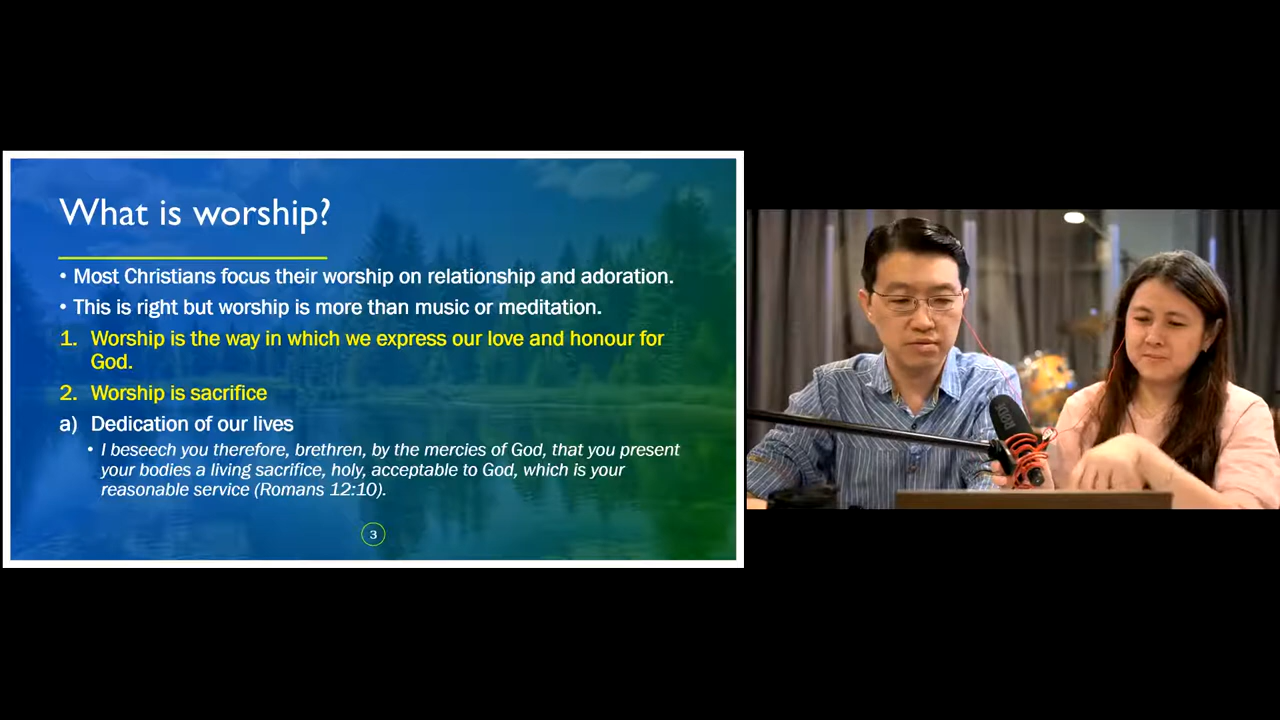 What is worship?
• Most Christians focus their worship on relationship and adoration.
• This is right but worship is more than music or meditation.
1. Worship is the way in which we express our love and honour for
God.
2. Worship is sacrifice
a) Dedication of our lives
• I beseech you therefore, brethren, by the mercies of God, that you present
your bodies a living sacrifice, holy, acceptable to God, which is your
reasonable service (Romans 12:10).
3
RODE